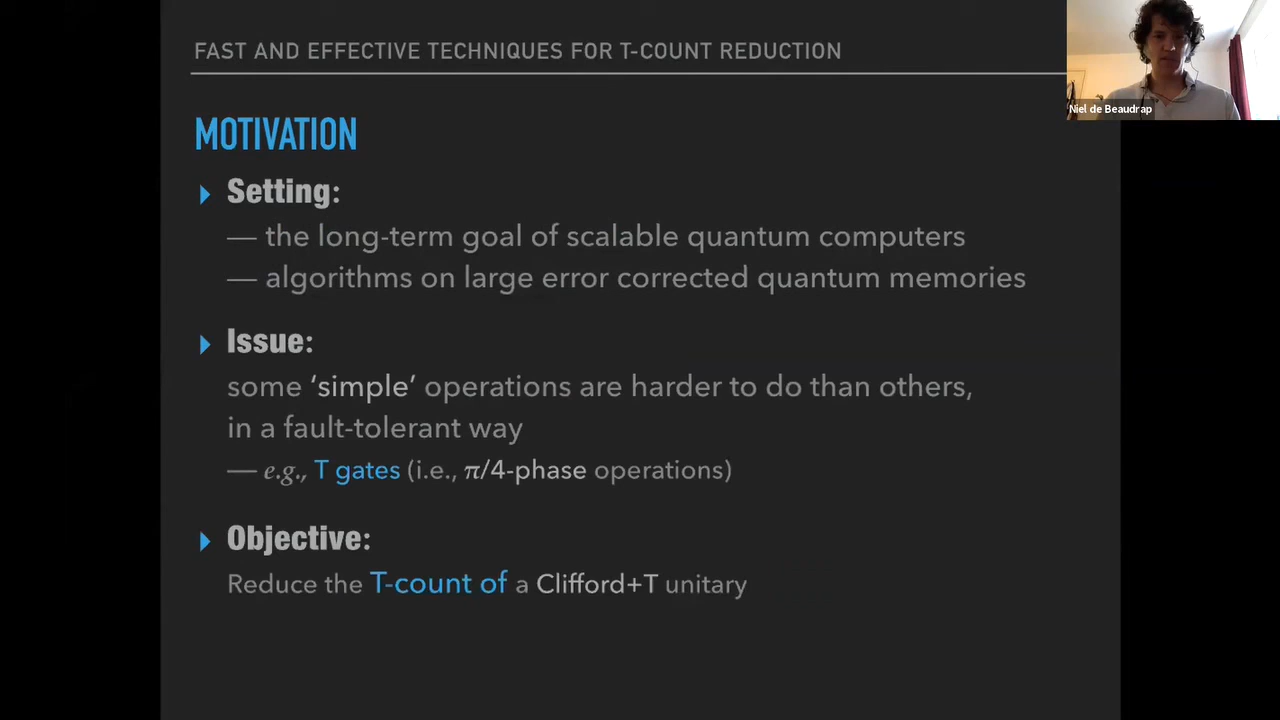 FAST AND EFFECTIVE TECHNIQUES FOR T-COUNT REDUCTION
Niel de Beaudrap
MOTIVATION
Setting:
— the long-term goal of scalable quantum computers
— algorithms on large error corrected quantum memories
Issue:
some ‘simple’ operations are harder to do than others,
in a fault-tolerant way
— e.g., T gates (i.e., π/4-phase operations)
Objective:
Reduce the T-count of a Clifford+T unitary